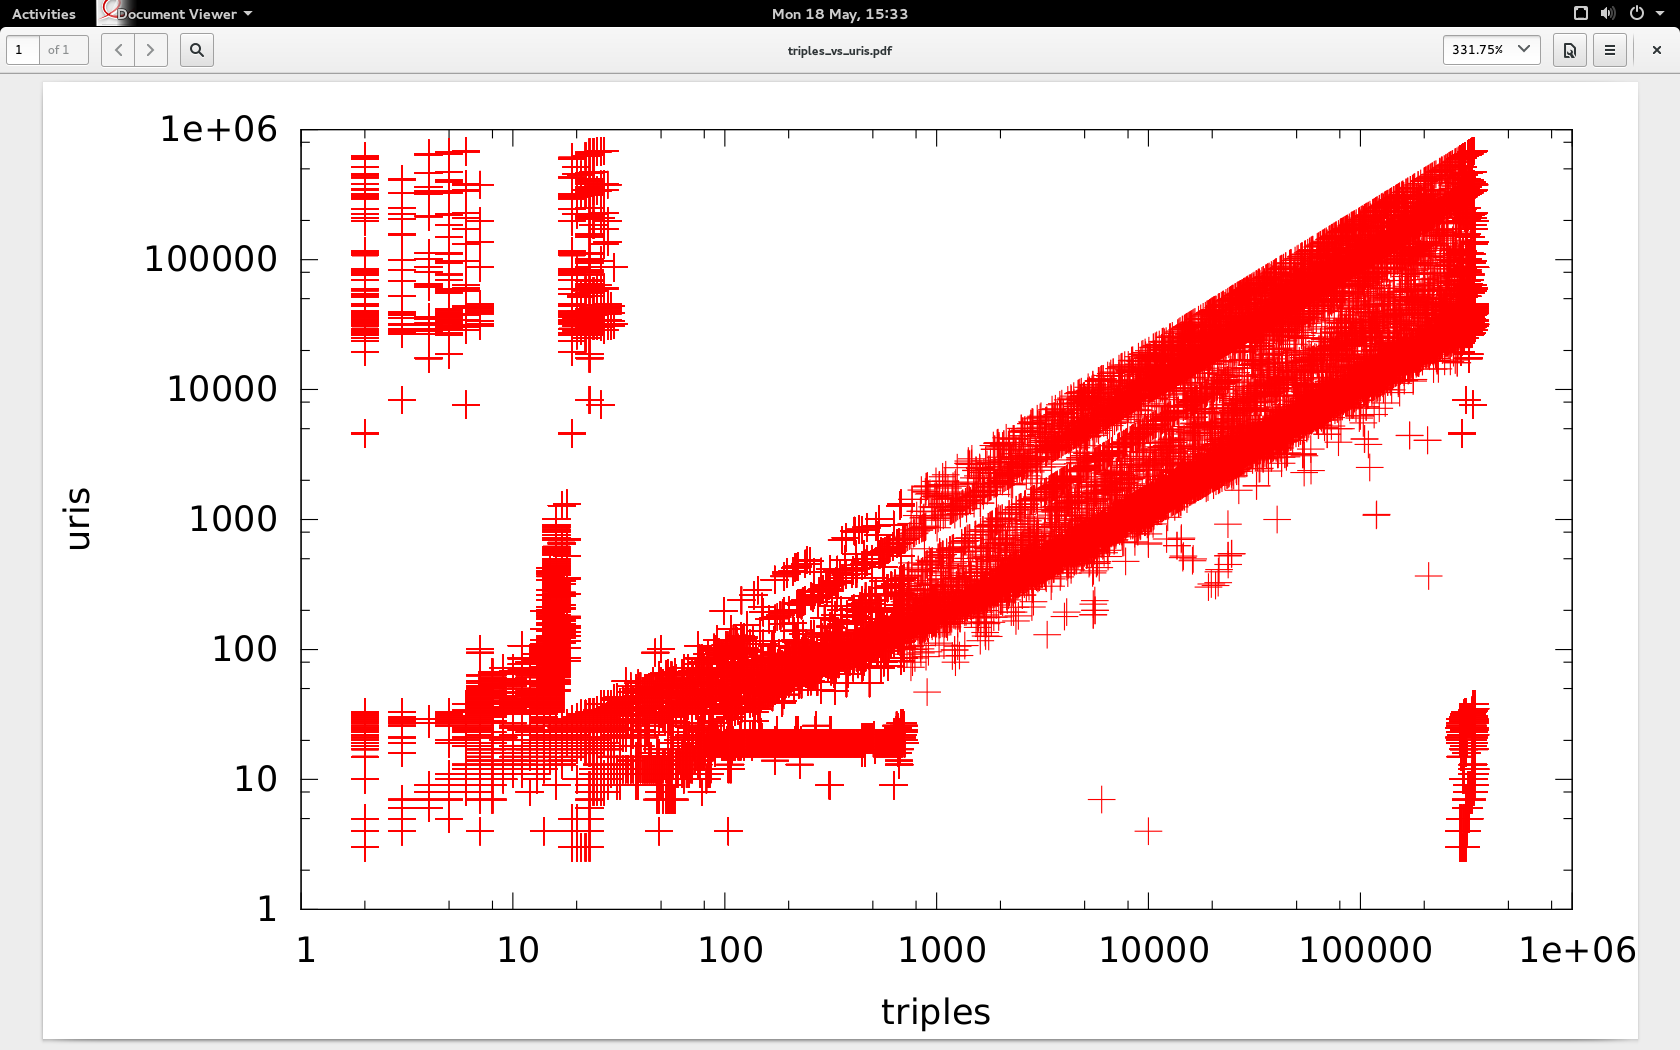 Activities Document Viewer Mon 18 May, 15:33
1 of 1 triples_vs_uris.pdf 331.75%
1e+06
100000
10000
1000
100
10
1
uris
1 10 100 1000 10000 100000 1e+06
triples